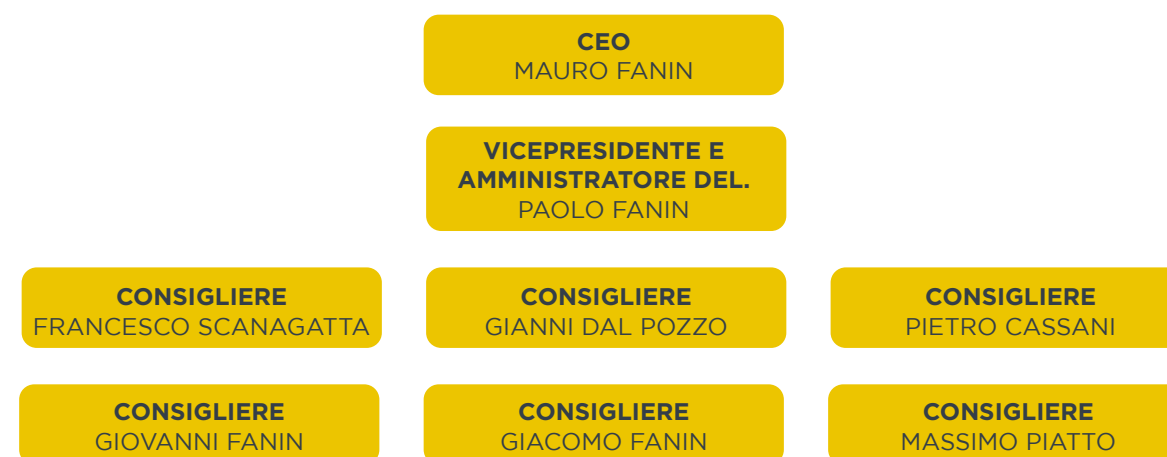 CEO
MAURO FANIN
VICEPRESIDENTE E
AMMINISTRATORE DEL.
PAOLO FANIN
CONSIGLIERE
FRANCESCO SCANAGATTA
CONSIGLIERE
GIANNI DAL POZZO
CONSIGLIERE
PIETRO CASSANI
CONSIGLIERE
GIOVANNI FANIN
CONSIGLIERE
GIACOMO FANIN
CONSIGLIERE
MASSIMO PIATTO